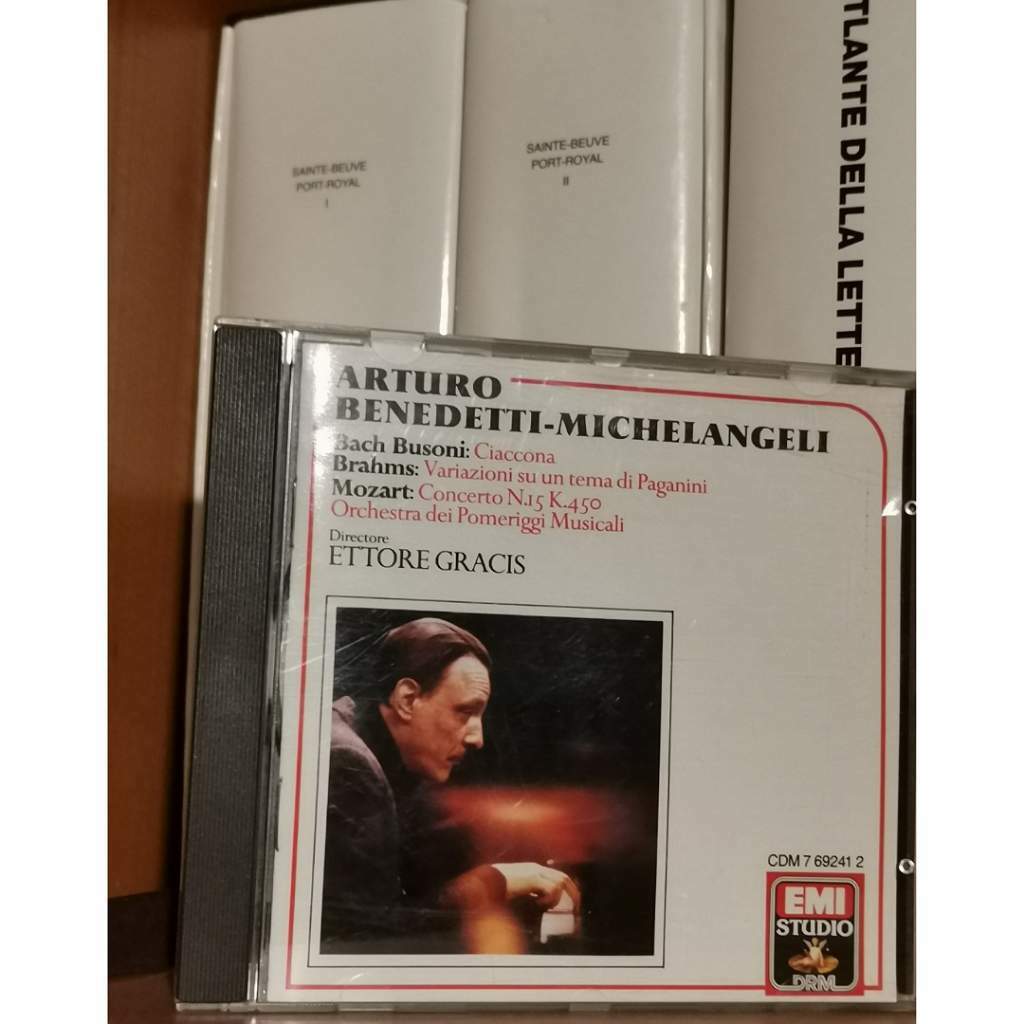 SAINTE-BEUVE
PORT-ROYAL
I
SAINTE-BEUVE
PORT-ROYAL
II
TLANTE DELLA LETTE
ARTURO
BENEDETTI-MICHELANGELI
Bach Busoni: Ciaccona
Brahms: Variazioni su un tema di Paganini
Mozart: Concerto N.15 K.450
Orchestra dei Pomeriggi Musicali
Directore
ETTORE GRACIS
CDM 7 69241 2
EMI
STUDIO
DRM